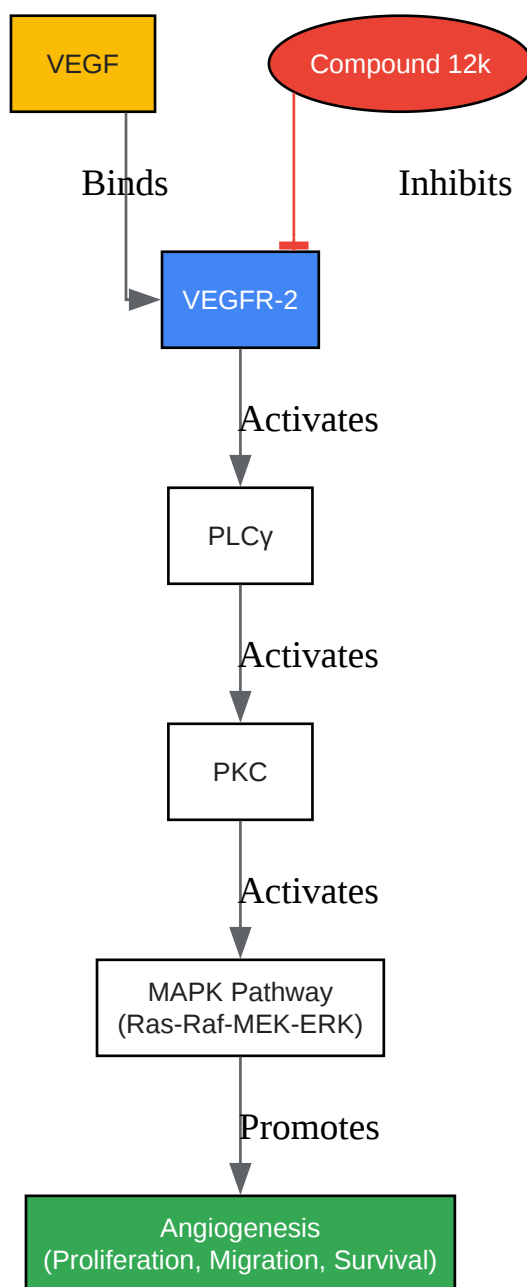 VEGF
Compound 12k
Binds
Inhibits
VEGFR-2
Activates
PLCγ
Activates
PKC
Activates
MAPK Pathway
(Ras-Raf-MEK-ERK)
Promotes
Angiogenesis
(Proliferation, Migration, Survival)